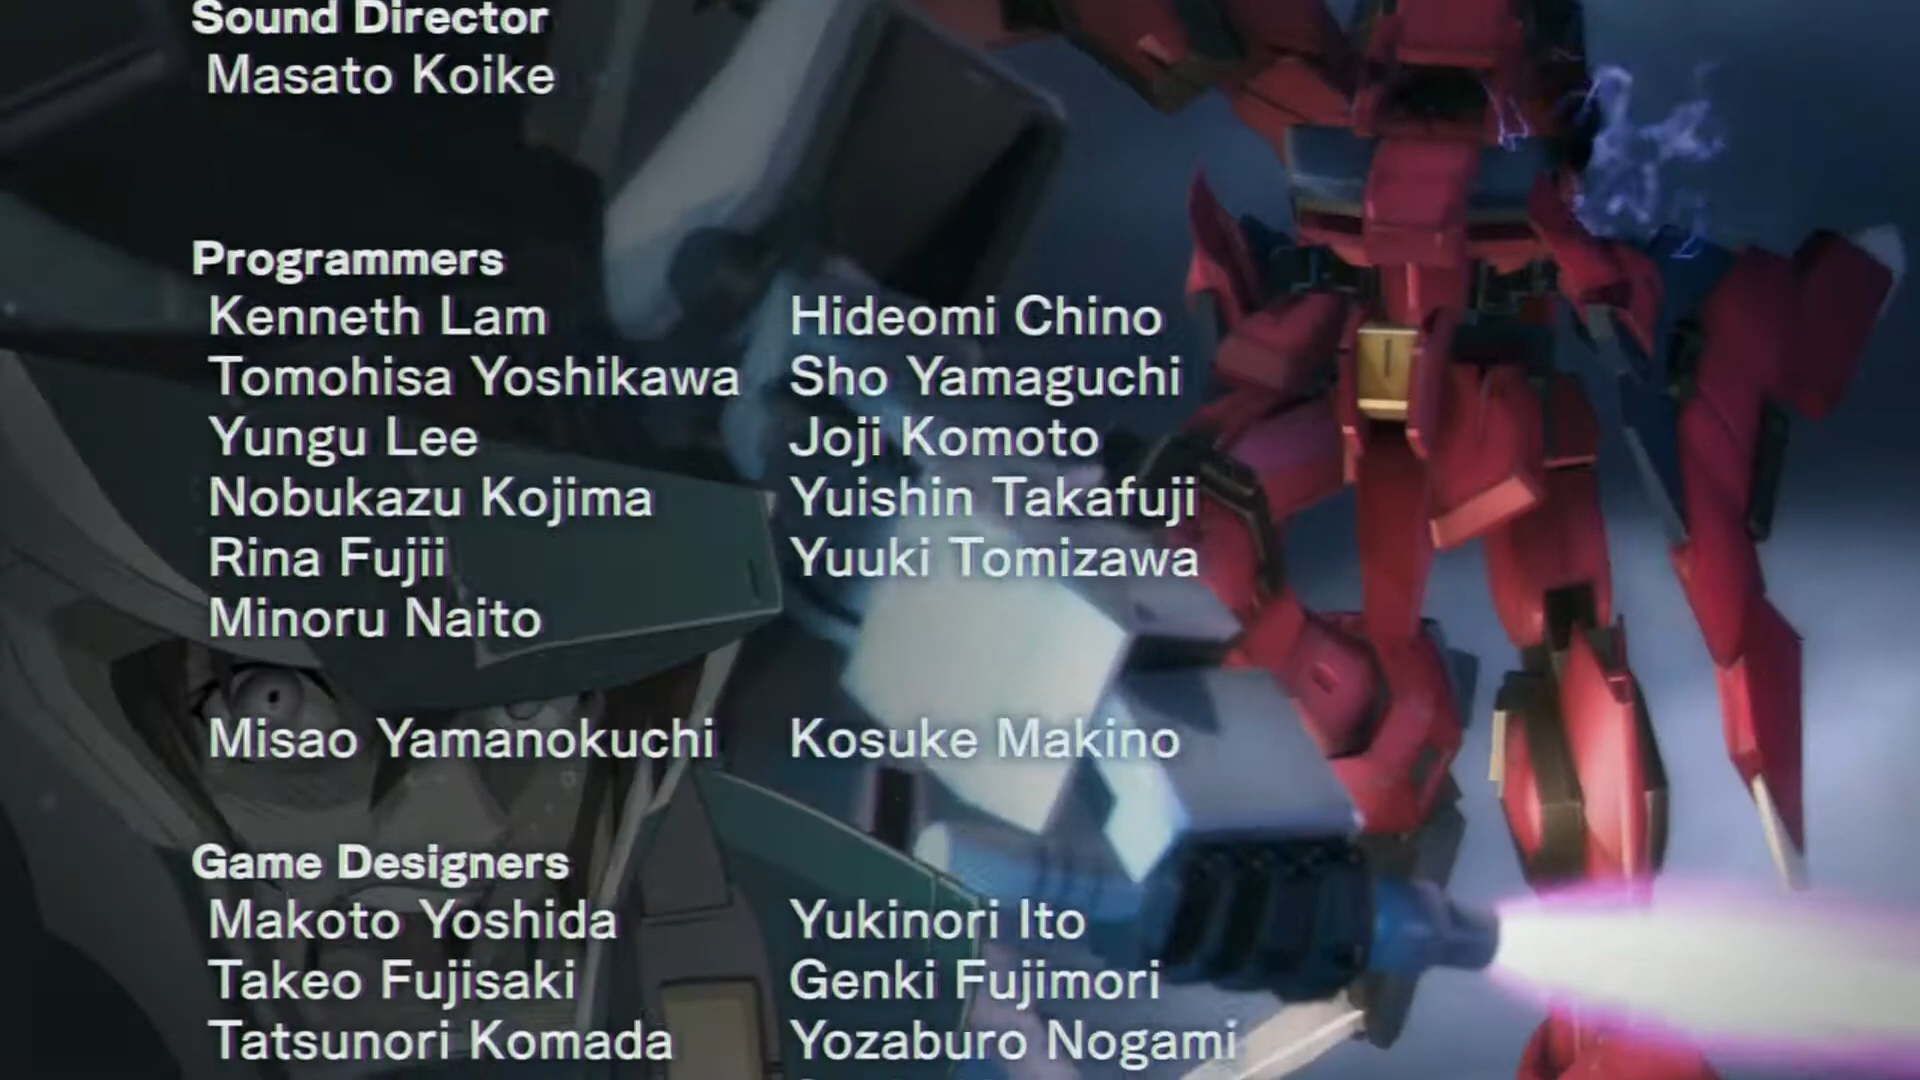 Sound Director
Masato Koike
Programmers
Kenneth Lam Hideomi Chino
Tomohisa Yoshikawa Sho Yamaguchi
Yungu Lee Joji Komoto
Nobukazu Kojima Yuishin Takafuji
Rina Fujii Yuuki Tomizawa
Minoru Naito
Misao Yamanokuchi Kosuke Makino
Game Designers
Makoto Yoshida Yukinori Ito
Takeo Fujisaki Genki Fujimori
Tatsunori Komada Yozaburo Nogami